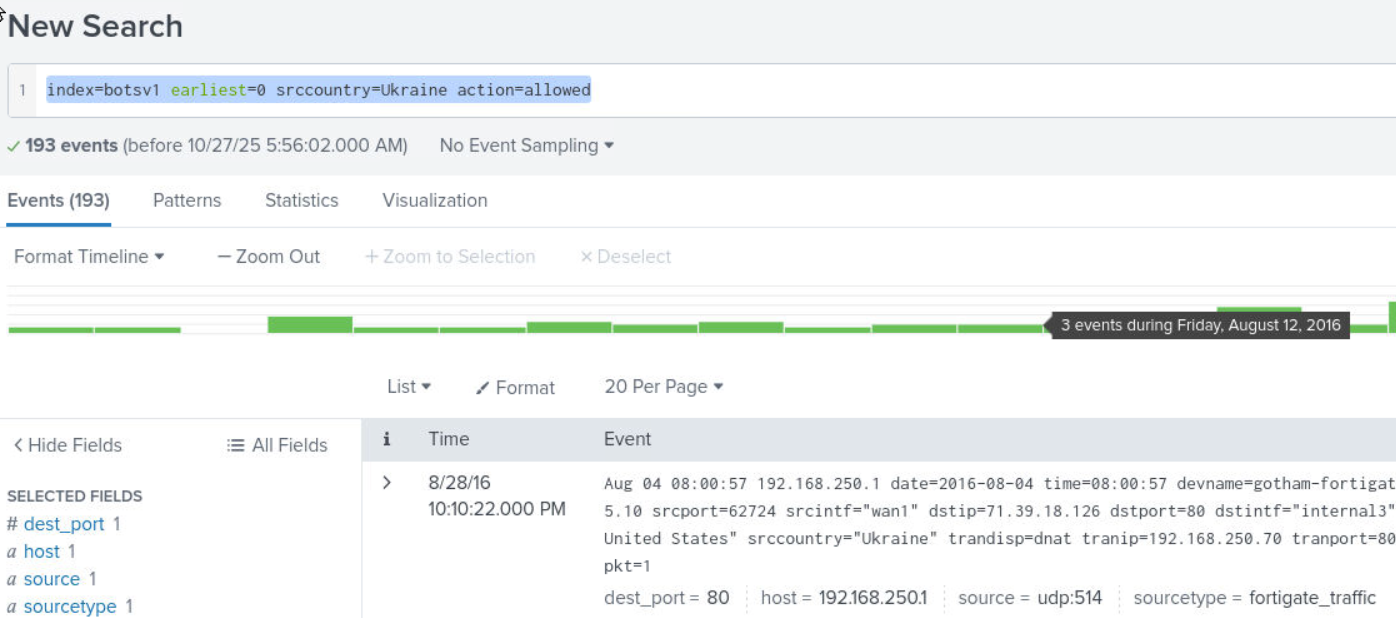 New Search
1 index=botsv1 earliest=0 srccountry=Ukraine action=allowed
193 events (before 10/27/25 5:56:02.000 AM) No Event Sampling
Events (193) Patterns Statistics Visualization
Format Timeline — Zoom Out + Zoom to Selection × Deselect
3 events during Friday, August 12, 2016
List Format 20 Per Page
< Hide Fields All Fields
i Time Event
SELECTED FIELDS
# dest_port 1
a host 1
a source 1
a sourcetype 1
> 8/28/16
10:10:22.000 PM
Aug 04 08:00:57 192.168.250.1 date=2016-08-04 time=08:00:57 devname=gotham-fortigat
5.10 srcport=62724 srcintf="wan1" dstip=71.39.18.126 dstport=80 dstintf="internal3"
United States" srccountry="Ukraine" trandisp=dnat tranip=192.168.250.70 tranport=80
pkt=1
dest_port = 80 host = 192.168.250.1 source = udp:514 sourcetype = fortigate_traffic